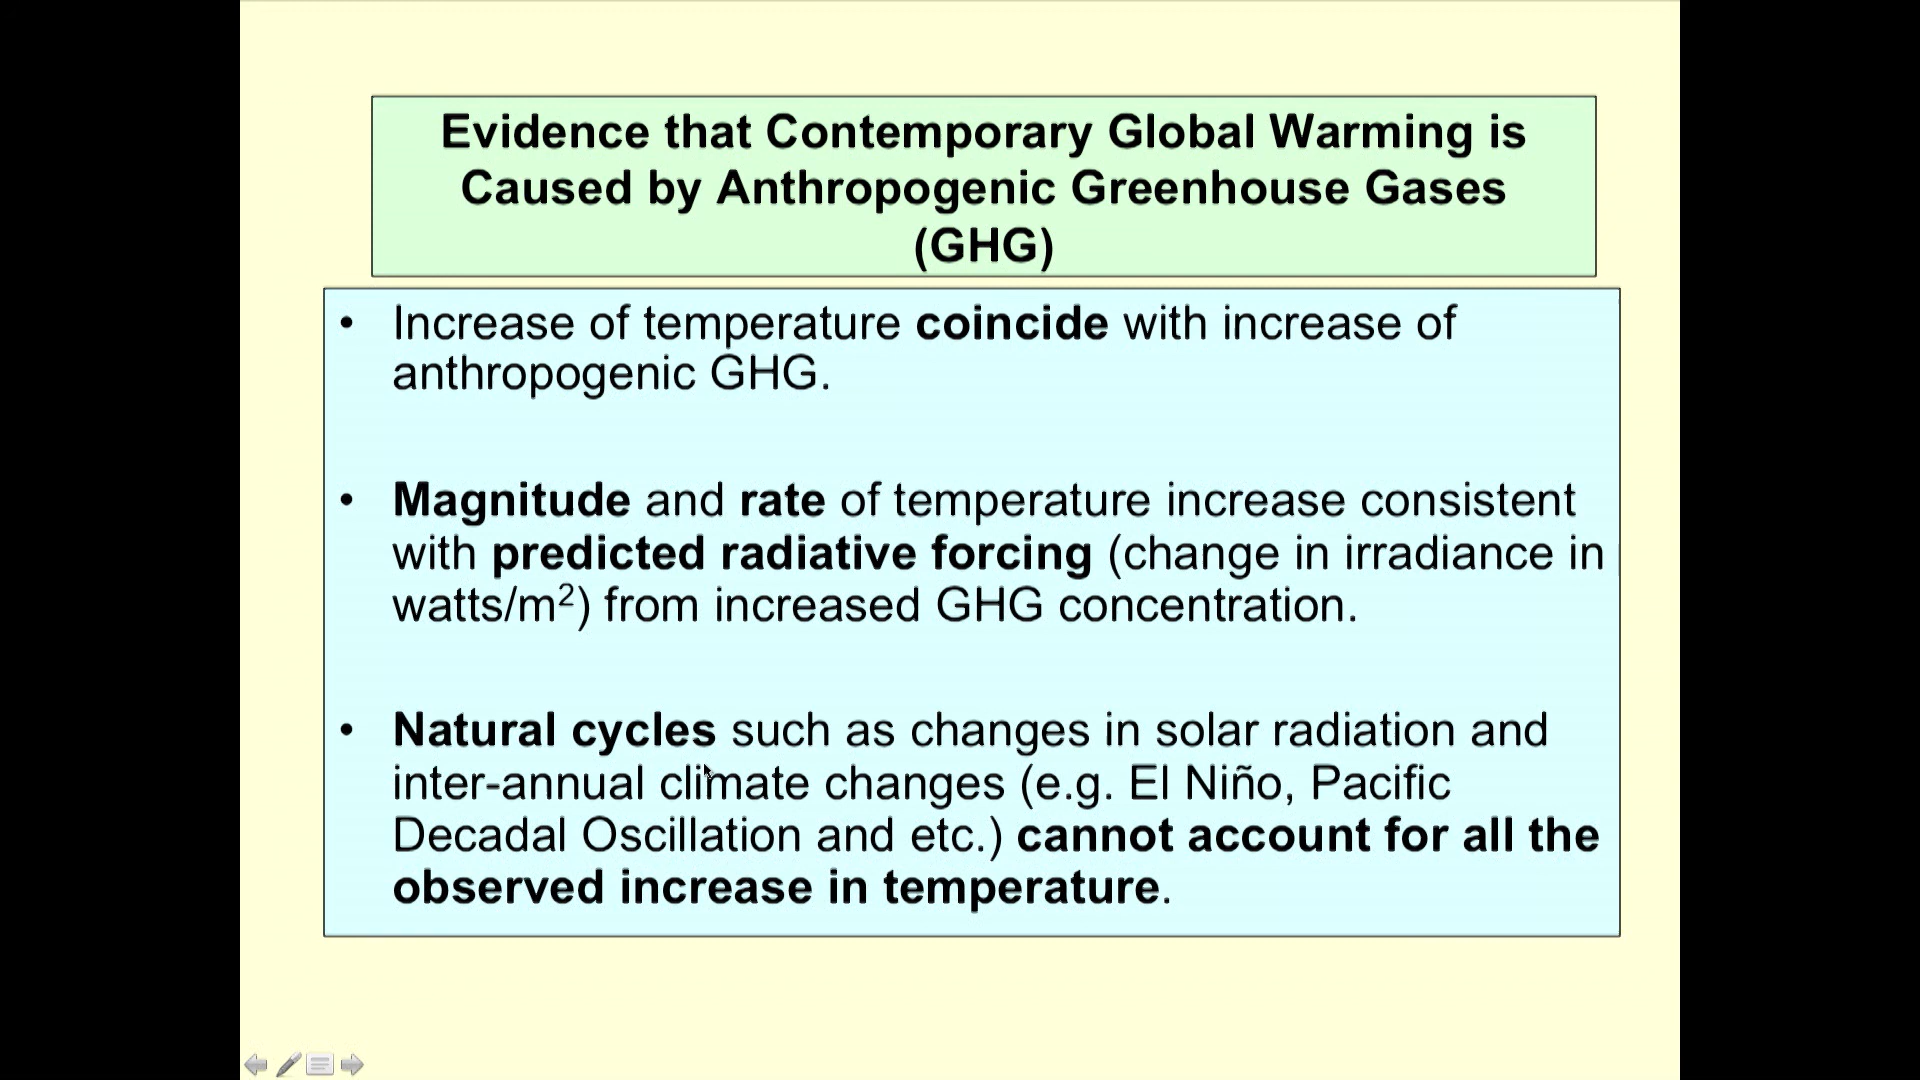 Evidence that Contemporary Global Warming is
Caused by Anthropogenic Greenhouse Gases
(GHG)
• Increase of temperature coincide with increase of
anthropogenic GHG.
• Magnitude and rate of temperature increase consistent
with predicted radiative forcing (change in irradiance in
watts/m²) from increased GHG concentration.
• Natural cycles such as changes in solar radiation and
inter-annual climate changes (e.g. El Niño, Pacific
Decadal Oscillation and etc.) cannot account for all the
observed increase in temperature.